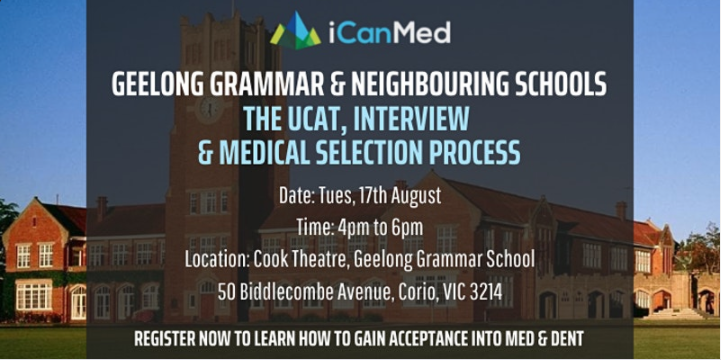 iCanMed
GEELONG GRAMMAR & NEIGHBOURING SCHOOLS
THE UCAT, INTERVIEW
& MEDICAL SELECTION PROCESS
Date: Tues, 17th August
Time: 4pm to 6pm
Location: Cook Theatre, Geelong Grammar School
50 Biddlecombe Avenue, Corio, VIC 3214
REGISTER NOW TO LEARN HOW TO GAIN ACCEPTANCE INTO MED & DENT